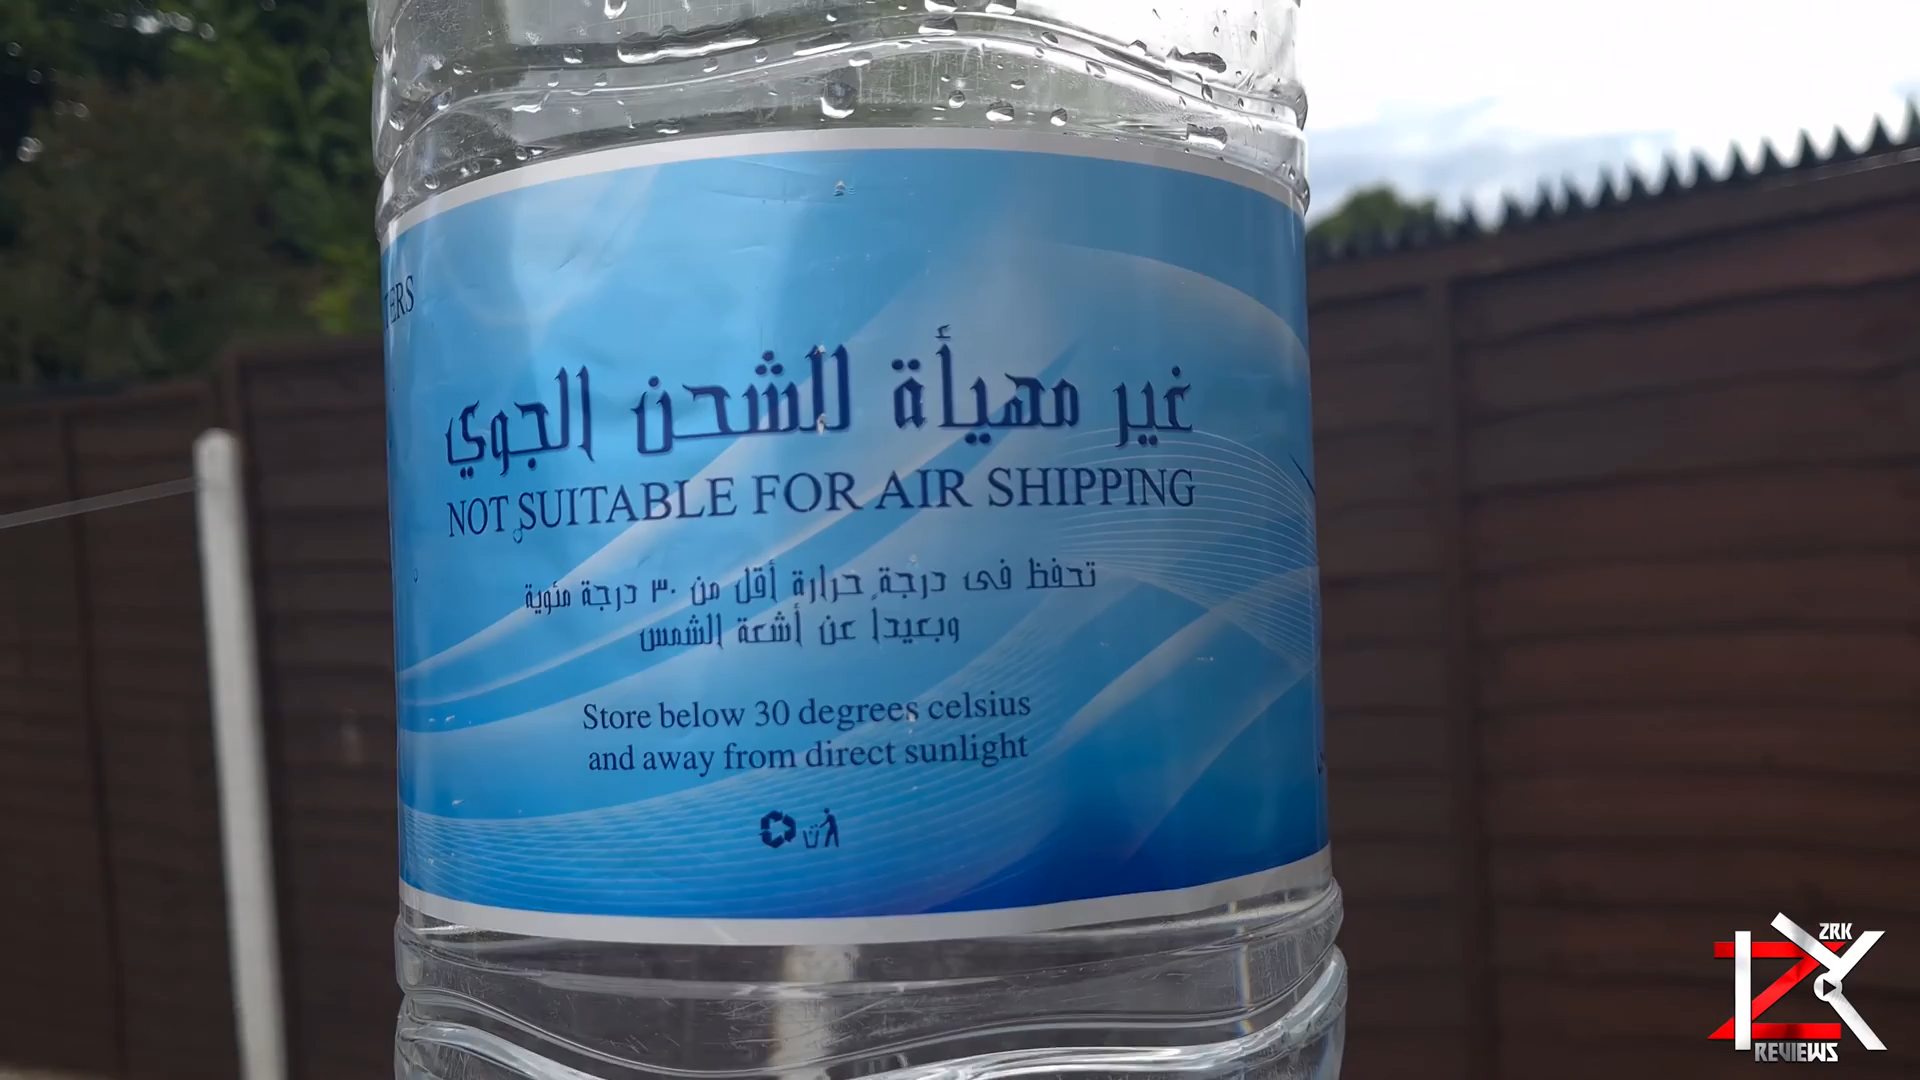 TERS
غير مهيأة للشحن الجوي
NOT SUITABLE FOR AIR SHIPPING
تحفظ فى درجة حرارة أقل من ٣٠ درجة مئوية
وبعيدا عن أشعة الشمس
Store below 30 degrees celsius
and away from direct sunlight
ZRK
REVIEWS